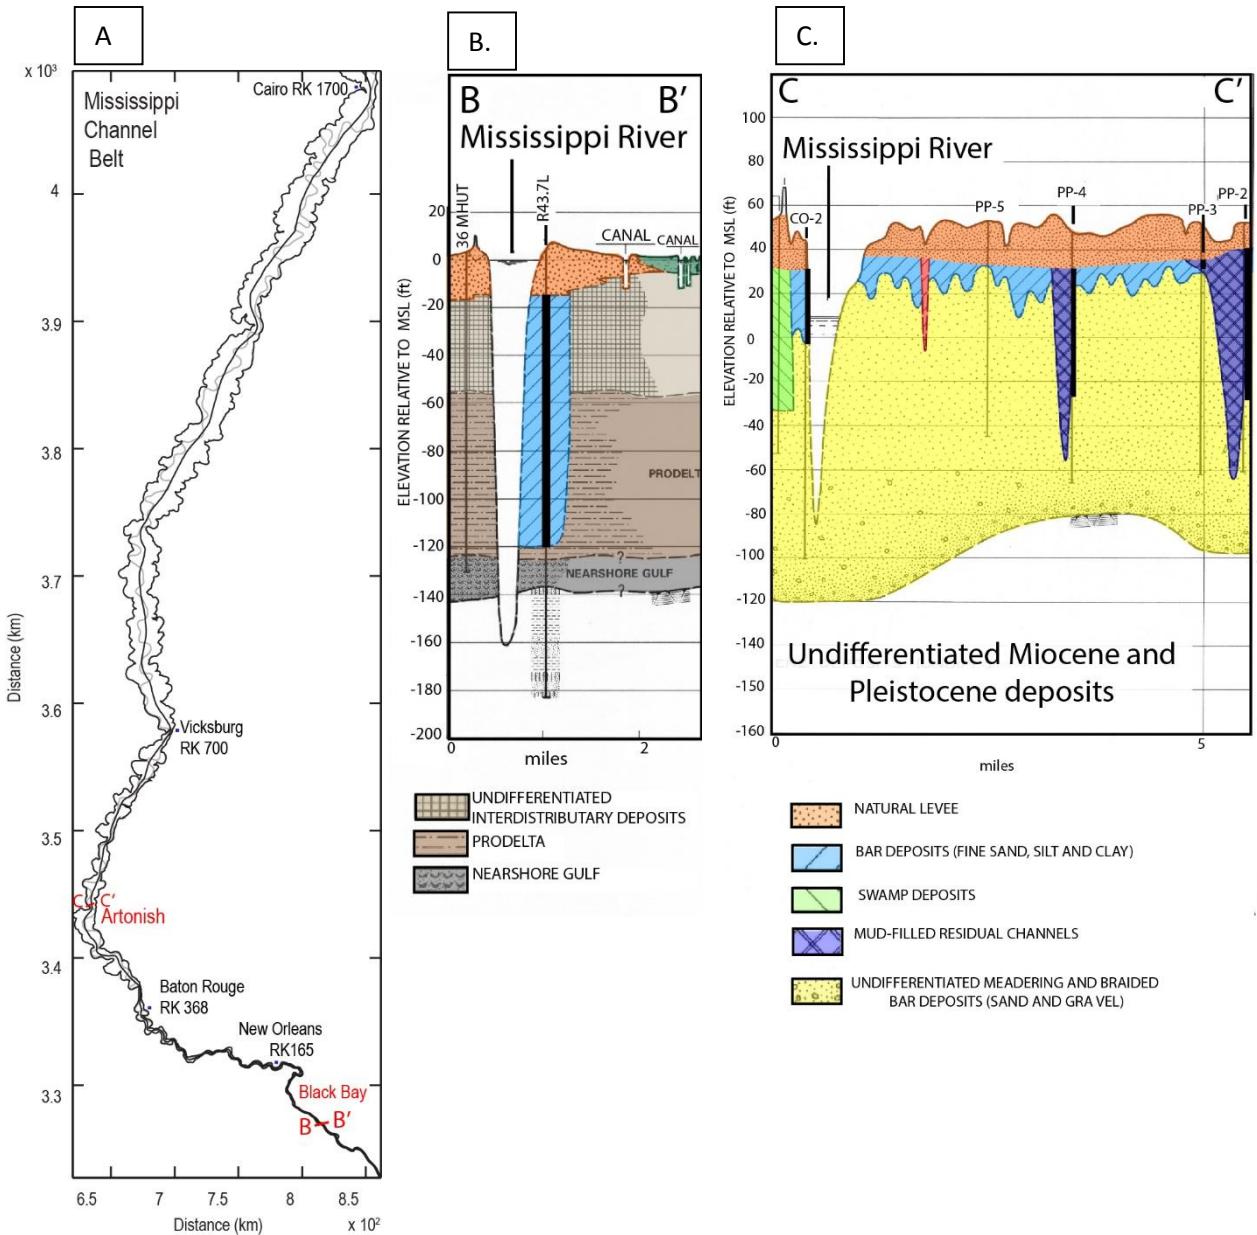 A
x 10³
Mississippi
Channel
Belt
Cairo RK 1700
4
3.9
3.8
3.7
3.6
3.5
3.4
3.3
Distance (km)
Vicksburg
RK 700
C C'
Artonish
Baton Rouge
RK 368
New Orleans
RK165
Black Bay
B B'
6.5 7 7.5 8 8.5
Distance (km)
x 10²
B.
B B'
Mississippi River
36 MHUT
R43.7L
CANAL
CANAL
20
0
-20
-40
-60
-80
-100
-120
-140
-160
-180
-200
ELEVATION RELATIVE TO MSL (ft)
PRODELT
?
NEARSHORE GULF
?
0 2
miles
UNDIFFERENTIATED
INTERDISTRIBUTARY DEPOSITS
PRODELTA
NEARSHORE GULF
C.
C C'
Mississippi River
CO-2
PP-5
PP-4
PP-3
PP-2
100
80
60
40
20
0
-20
-40
-60
-80
-100
-120
-140
-150
-160
ELEVATION RELATIVE TO MSL (ft)
Undifferentiated Miocene and
Pleistocene deposits
0 5
miles
NATURAL LEVEE
BAR DEPOSITS (FINE SAND, SILT AND CLAY)
SWAMP DEPOSITS
MUD-FILLED RESIDUAL CHANNELS
UNDIFFERENTIATED MEADERING AND BRAIDED
BAR DEPOSITS (SAND AND GRA VEL)